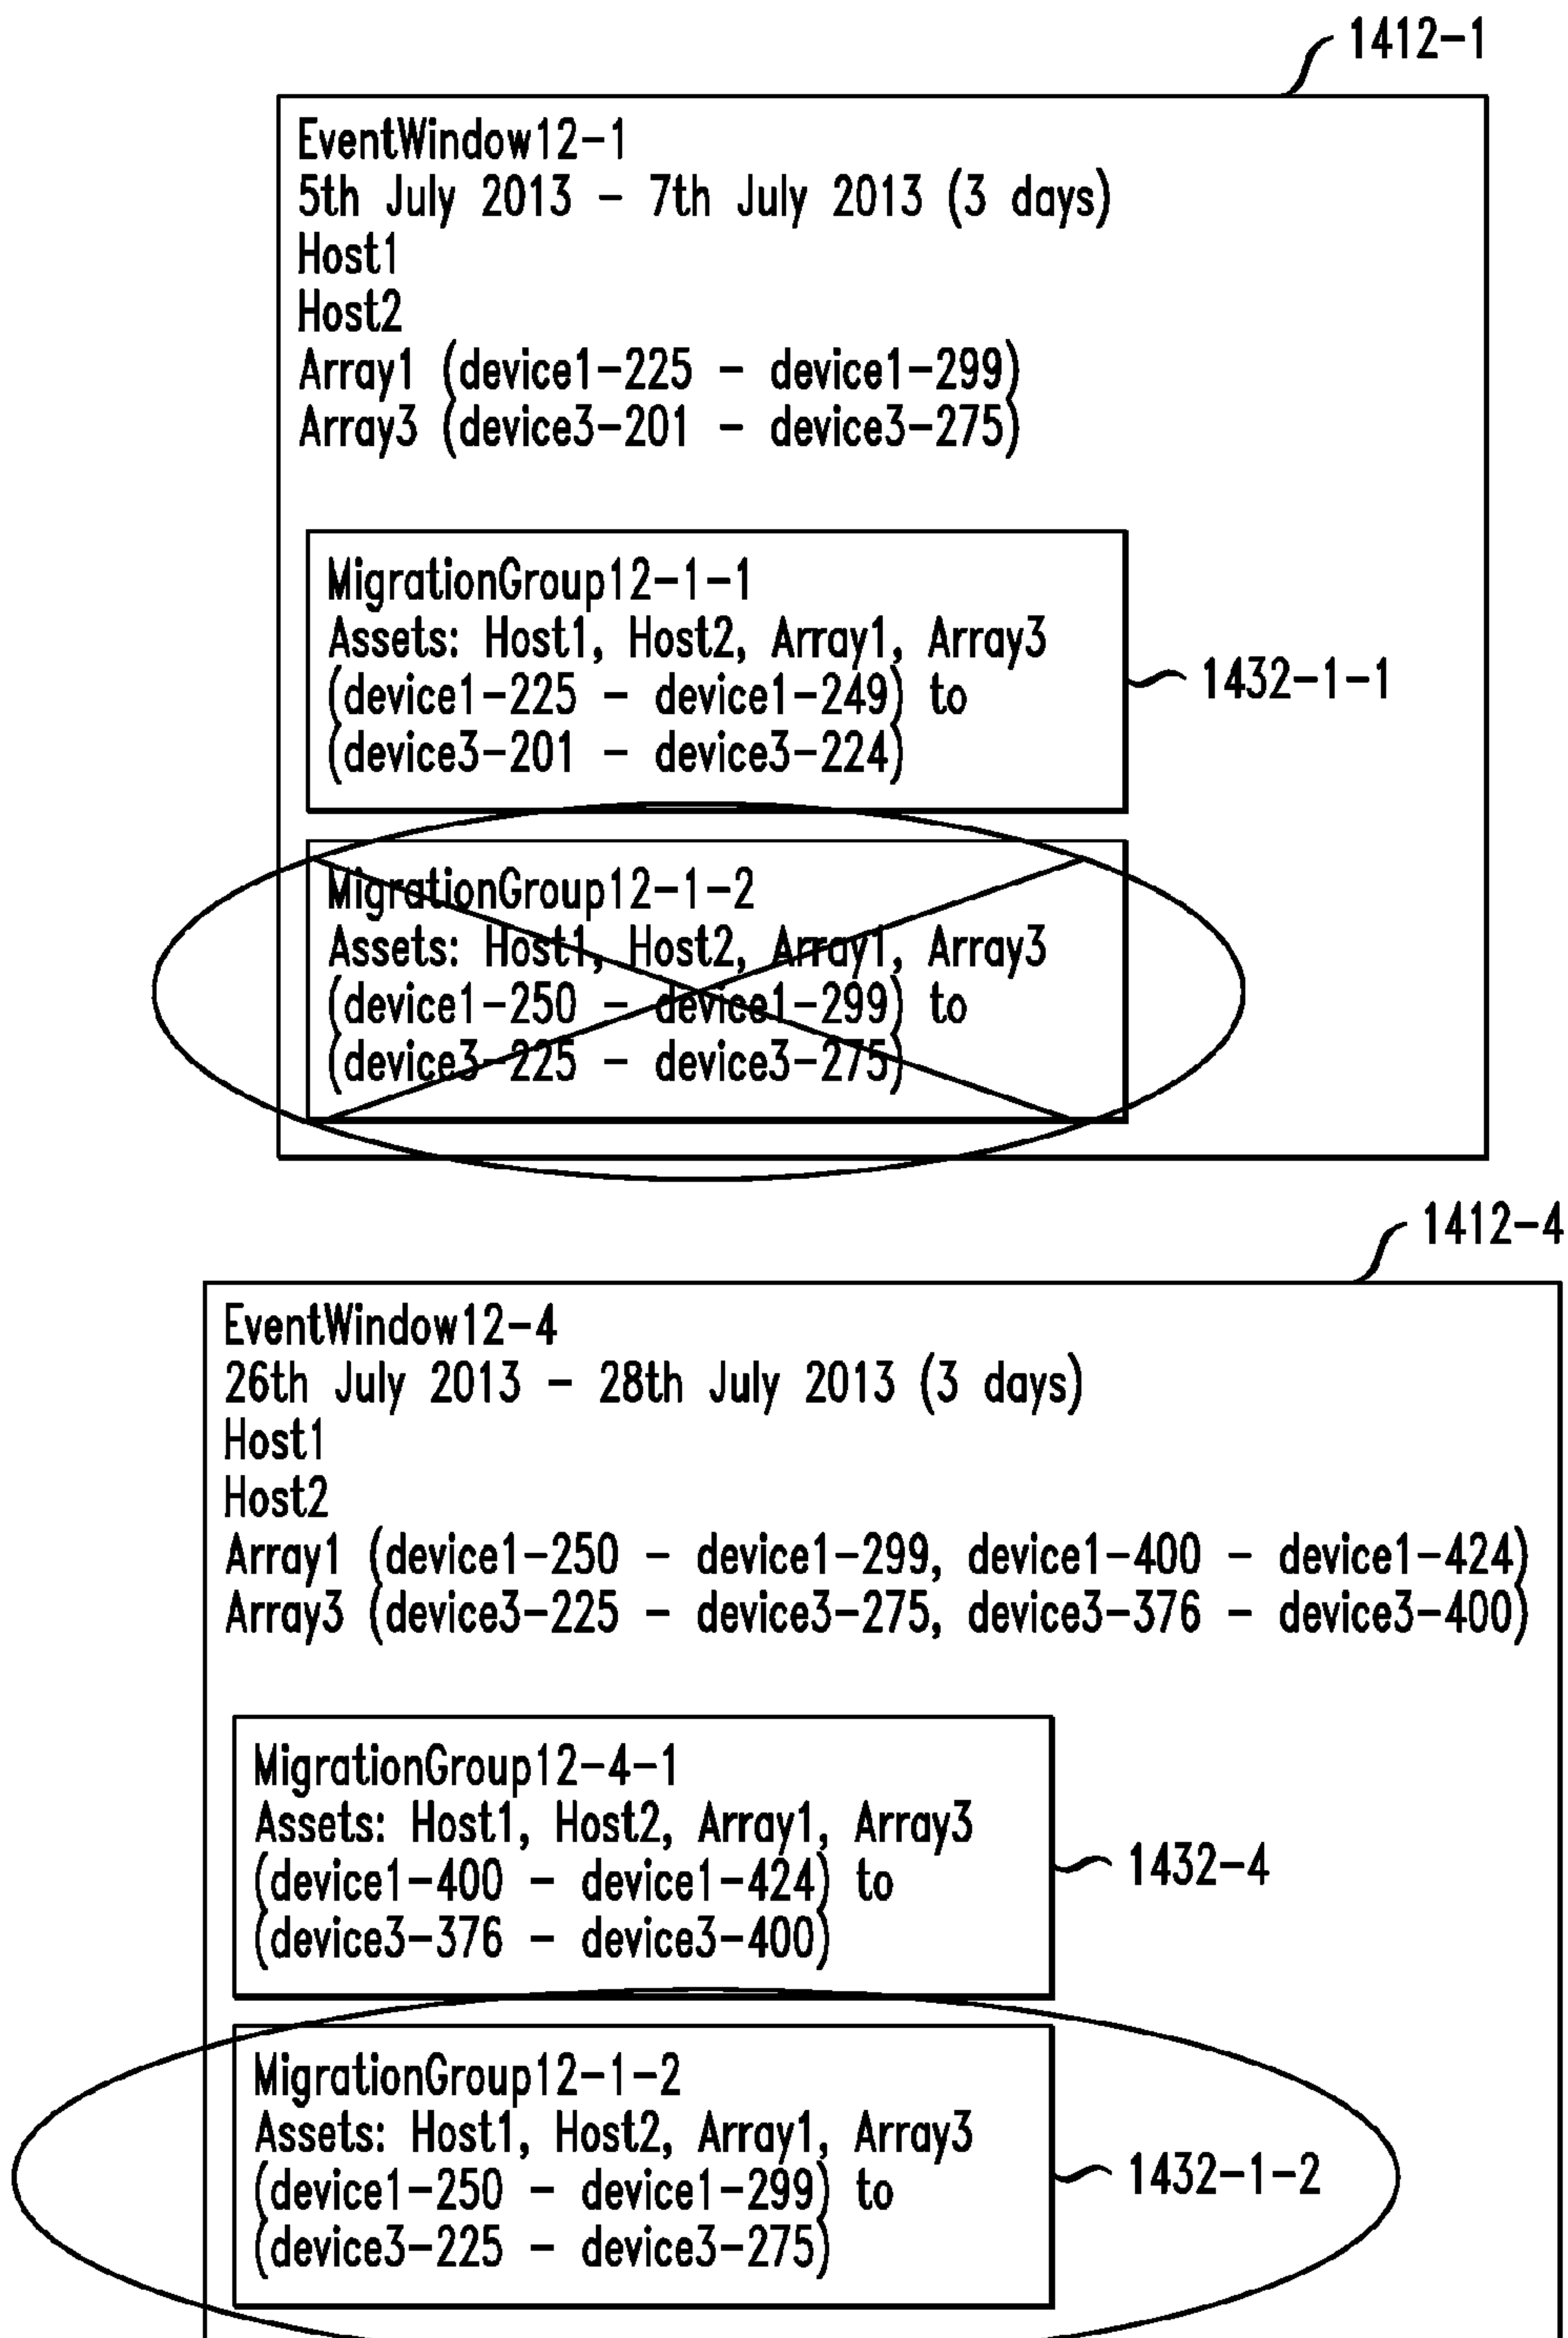 1412-1
EventWindow12-1
5th July 2013 - 7th July 2013 (3 days)
Host1
Host2
Array1 (device1-225 - device1-299)
Array3 (device3-201 - device3-275)
MigrationGroup12-1-1
Assets: Host1, Host2, Array1, Array3
(device1-225 - device1-249) to
(device3-201 - device3-224)
1432-1-1
MigrationGroup12-1-2
Assets: Host1, Host2, Array1, Array3
(device1-250 - device1-299) to
(device3-225 - device3-275)
1412-4
EventWindow12-4
26th July 2013 - 28th July 2013 (3 days)
Host1
Host2
Array1 (device1-250 - device1-299, device1-400 - device1-424)
Array3 (device3-225 - device3-275, device3-376 - device3-400)
MigrationGroup12-4-1
Assets: Host1, Host2, Array1, Array3
(device1-400 - device1-424) to
(device3-376 - device3-400)
1432-4
MigrationGroup12-1-2
Assets: Host1, Host2, Array1, Array3
(device1-250 - device1-299) to
(device3-225 - device3-275)
1432-1-2